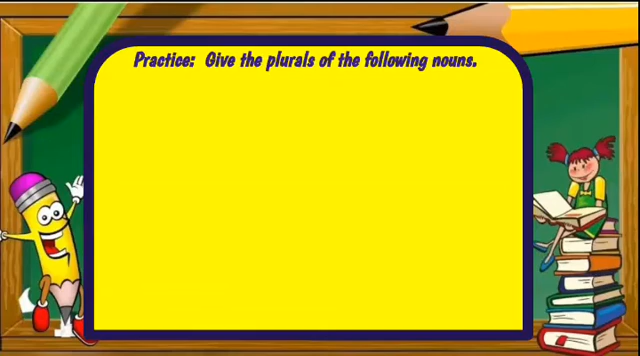 Practice:  Give the plurals of the following nouns.